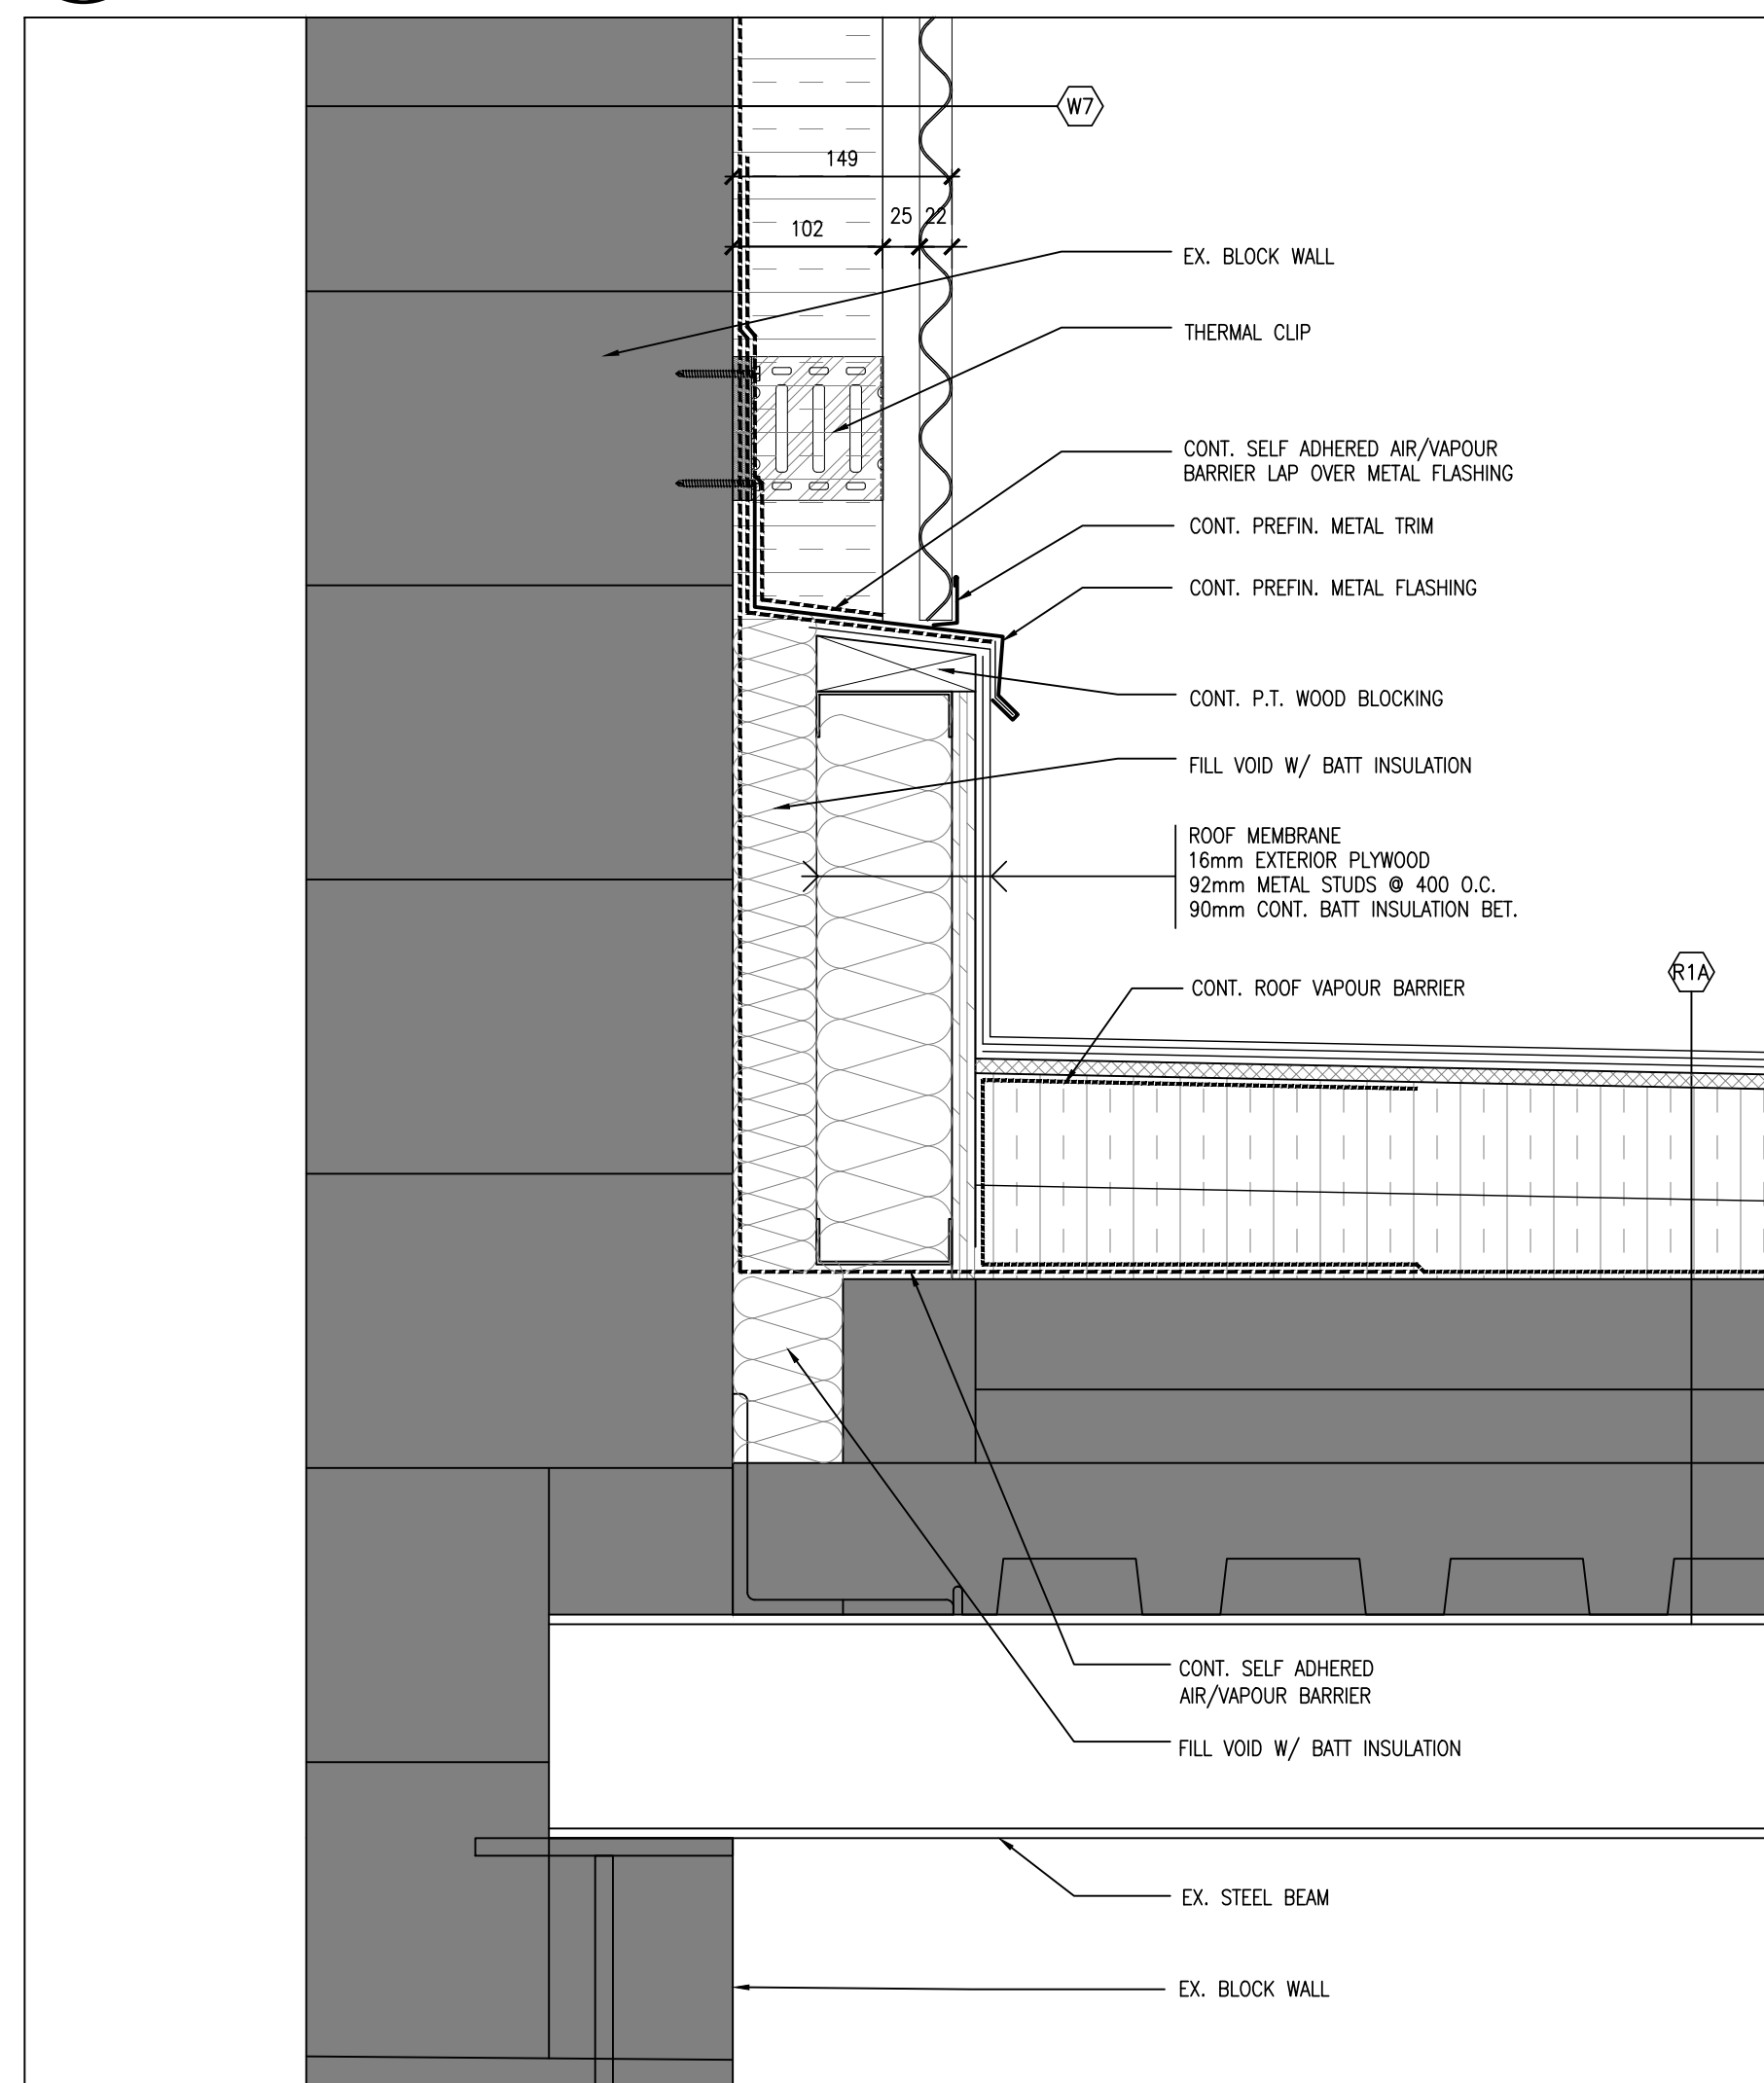 W7
149
102
25
22
EX. BLOCK WALL
THERMAL CLIP
CONT. SELF ADHERED AIR/VAPOUR
BARRIER LAP OVER METAL FLASHING
CONT. PREFIN. METAL TRIM
CONT. PREFIN. METAL FLASHING
CONT. P.T. WOOD BLOCKING
FILL VOID W/ BATT INSULATION
ROOF MEMBRANE
16mm EXTERIOR PLYWOOD
92mm METAL STUDS @ 400 O.C.
90mm CONT. BATT INSULATION BET.
R1A
CONT. ROOF VAPOUR BARRIER
CONT. SELF ADHERED
AIR/VAPOUR BARRIER
FILL VOID W/ BATT INSULATION
EX. STEEL BEAM
EX. BLOCK WALL